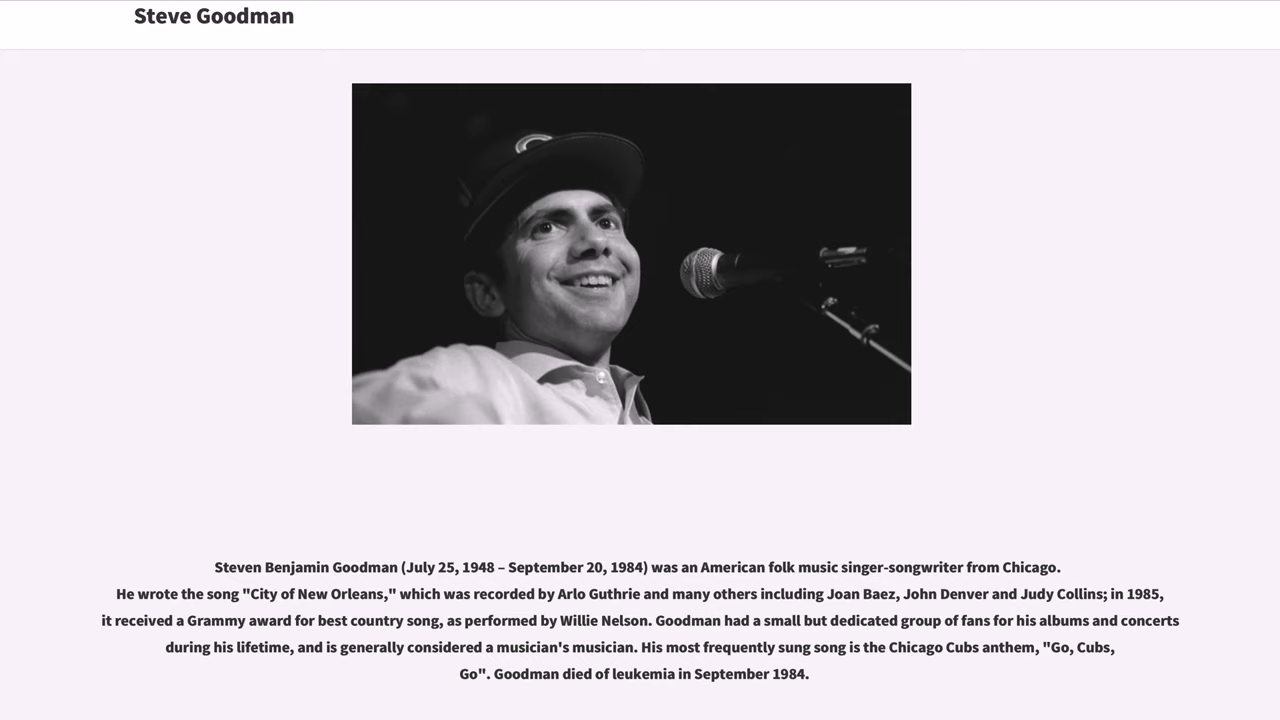 Steve Goodman
C
Steven Benjamin Goodman (July 25, 1948 – September 20, 1984) was an American folk music singer-songwriter from Chicago.
He wrote the song "City of New Orleans," which was recorded by Arlo Guthrie and many others including Joan Baez, John Denver and Judy Collins; in 1985,
it received a Grammy award for best country song, as performed by Willie Nelson. Goodman had a small but dedicated group of fans for his albums and concerts
during his lifetime, and is generally considered a musician's musician. His most frequently sung song is the Chicago Cubs anthem, "Go, Cubs,
Go". Goodman died of leukemia in September 1984.